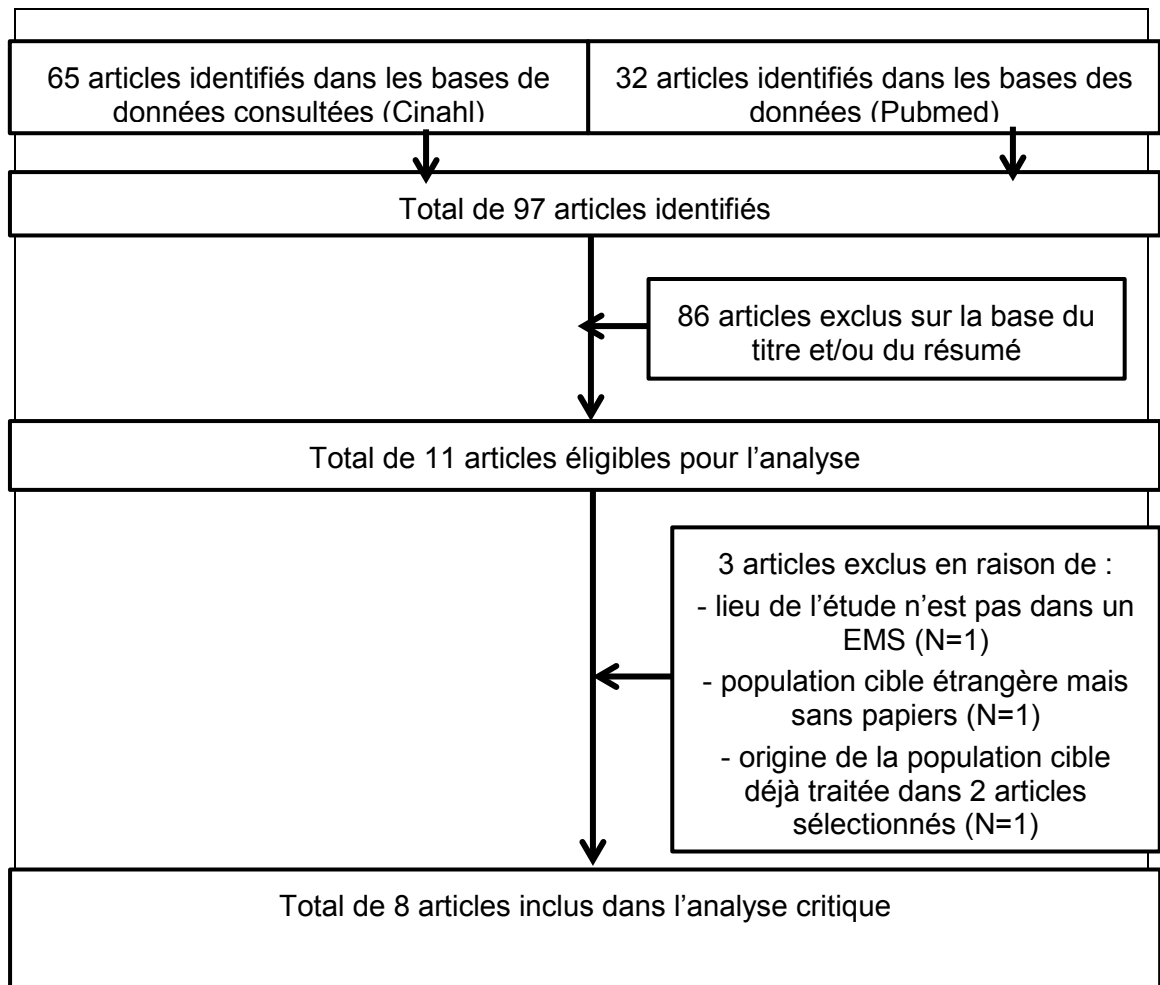 65 articles identifiés dans les bases de
données consultées (Cinahl)
32 articles identifiés dans les bases des
données (Pubmed)
Total de 97 articles identifiés
86 articles exclus sur la base du
titre et/ou du résumé
Total de 11 articles éligibles pour l’analyse
3 articles exclus en raison de :
- lieu de l’étude n’est pas dans un
EMS (N=1)
- population cible étrangère mais
sans papiers (N=1)
- origine de la population cible
déjà traitée dans 2 articles
sélectionnés (N=1)
Total de 8 articles inclus dans l’analyse critique